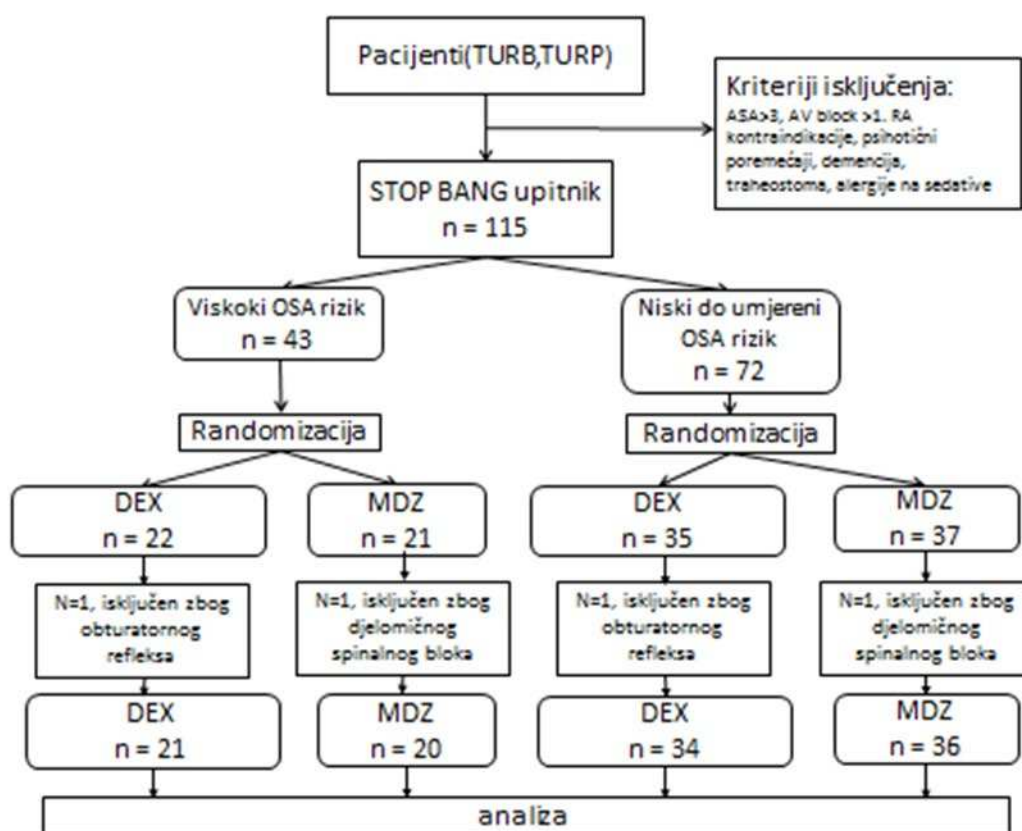 Pacijenti(TURB,TURP)
Kriteriji isključenja:
ASA>3, AV block >1. RA
kontraindikacije, psihotični
poremećaji, demencija,
traheostoma, alergije na sedative
STOP BANG upitnik
n = 115
Viskoki OSA rizik
n = 43
Niski do umjereni
OSA rizik
n = 72
Randomizacija
Randomizacija
DEX
n = 22
MDZ
n = 21
DEX
n = 35
MDZ
n = 37
N=1, isključen zbog
obturatornog
refleksa
N=1, isključen zbog
djelomičnog
spinalnog bloka
N=1, isključen zbog
obturatornog
refleksa
N=1, isključen zbog
djelomičnog
spinalnog bloka
DEX
n = 21
MDZ
n = 20
DEX
n = 34
MDZ
n = 36
analiza